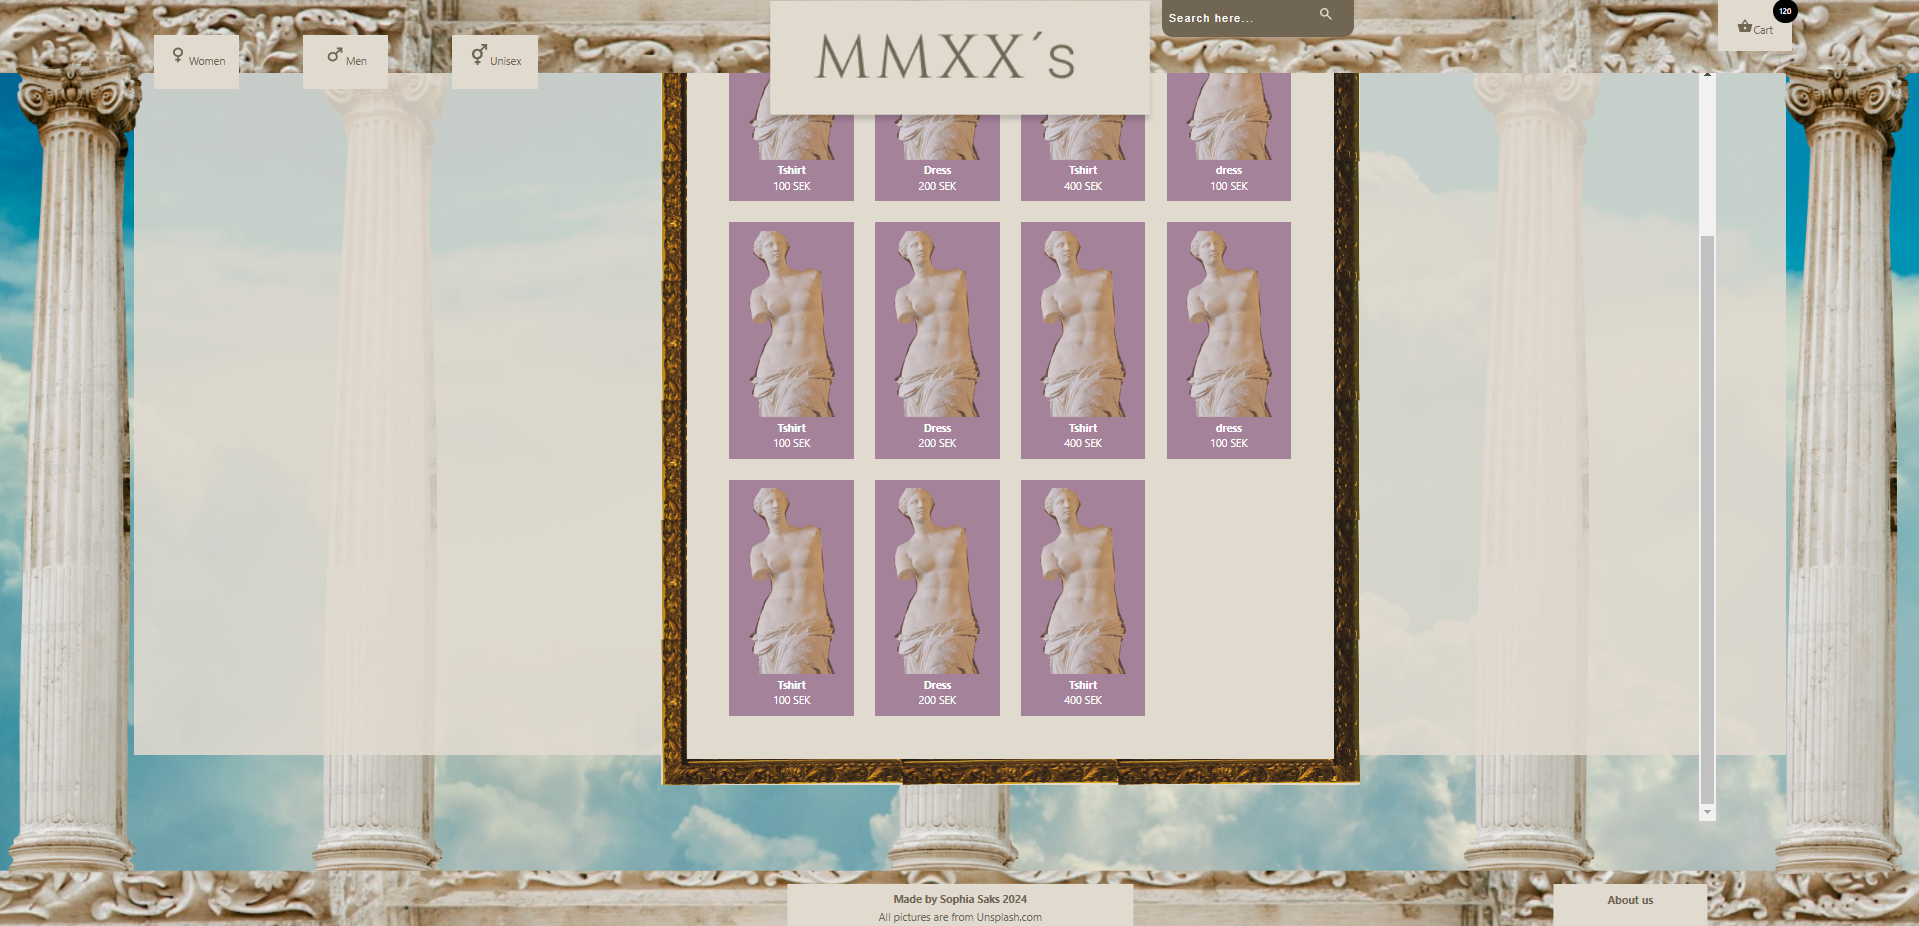 Women
Men
Unisex
MMXX´s
Search here...
120
Cart
Tshirt
100 SEK
Dress
200 SEK
Tshirt
400 SEK
dress
100 SEK
Tshirt
100 SEK
Dress
200 SEK
Tshirt
400 SEK
dress
100 SEK
Tshirt
100 SEK
Dress
200 SEK
Tshirt
400 SEK
Made by Sophia Saks 2024
All pictures are from Unsplash.com
About us